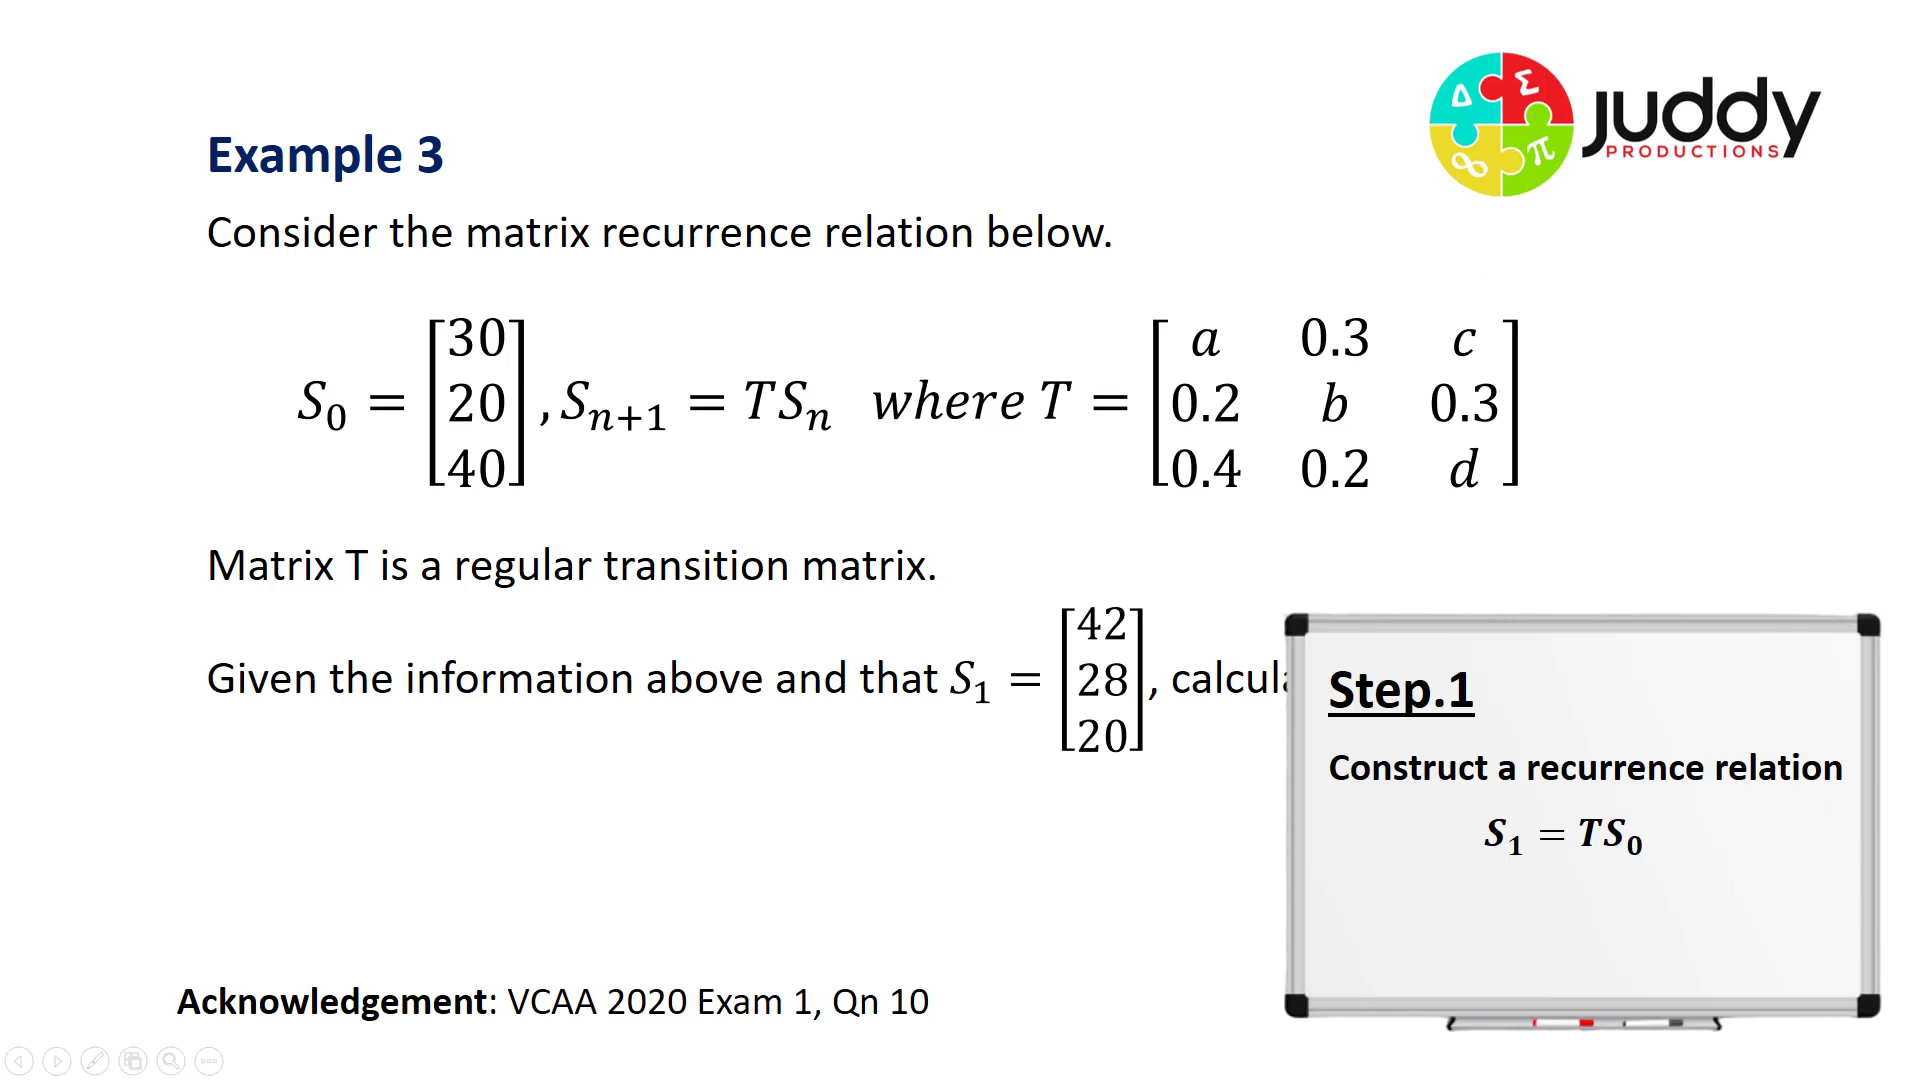 juddy
PRODUCTIONS
Δ Σ
∞ π
Example 3
Consider the matrix recurrence relation below.
S₀ = [30 20 40], Sₙ₊₁ = TSₙ where T = [a 0.3 c
0.2 b 0.3
0.4 0.2 d]
Matrix T is a regular transition matrix.
Given the information above and that S₁ = [42 28 20], calcula
Step.1
Construct a recurrence relation
S₁ = TS₀
Acknowledgement: VCAA 2020 Exam 1, Qn 10